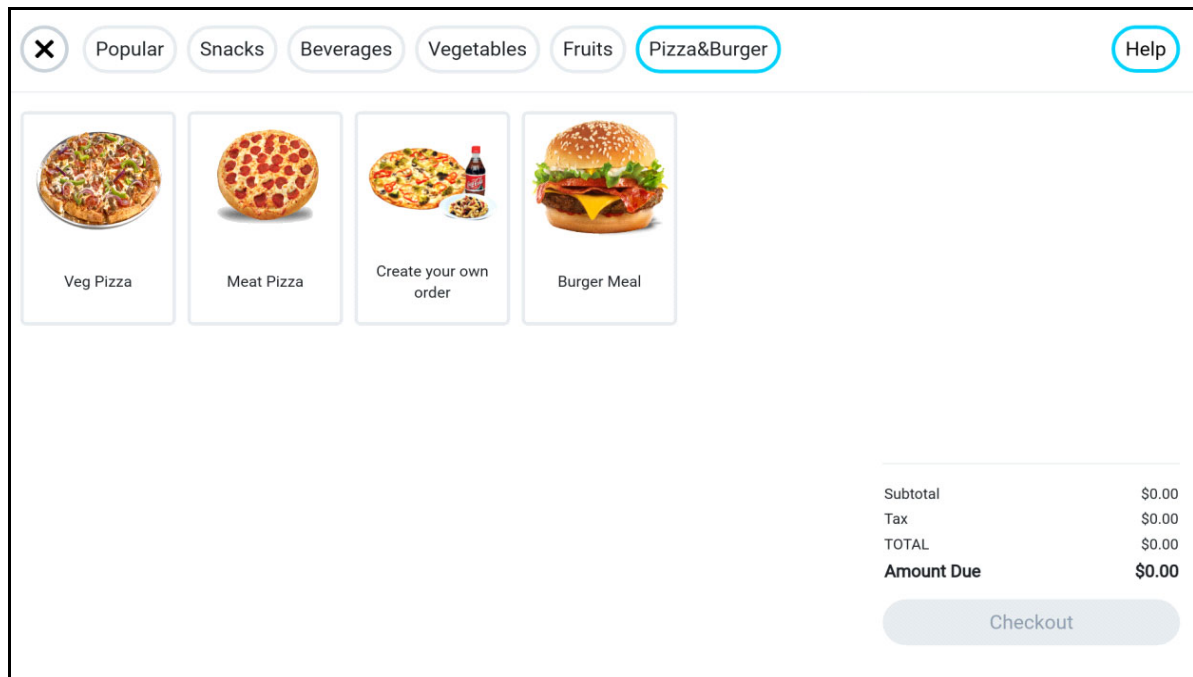 Popular
Snacks
Beverages
Vegetables
Fruits
Pizza&Burger
Help
Veg Pizza
Meat Pizza
Create your own
order
Burger Meal
Subtotal $0.00
Tax $0.00
TOTAL $0.00
Amount Due $0.00
Checkout